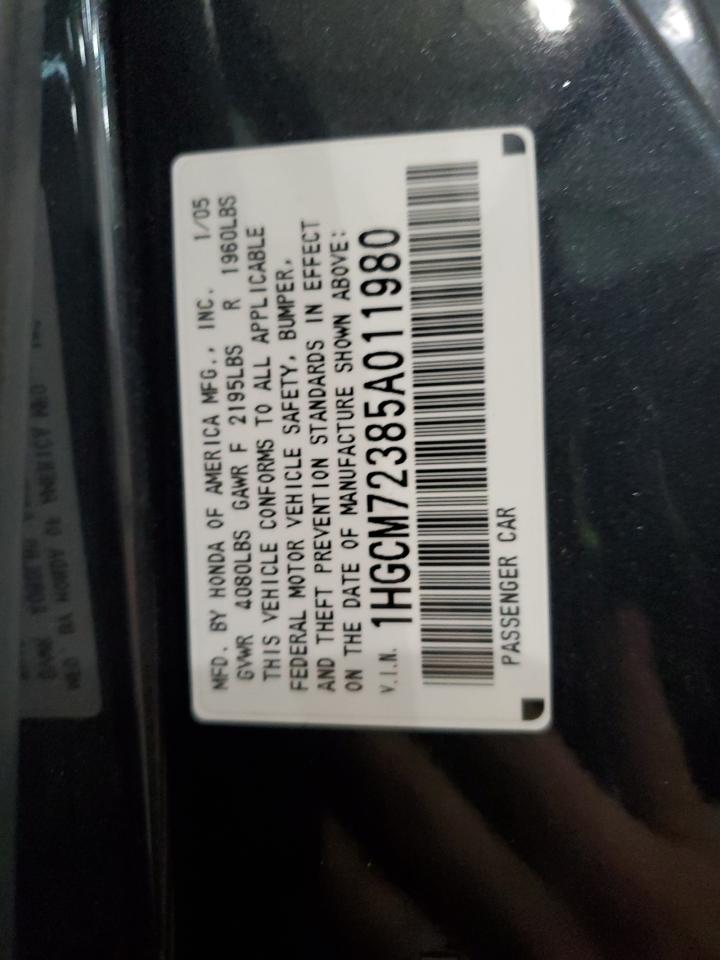 MFD. BY HONDA OF AMERICA MFG., INC. 1/05
GVWR 4080LBS GAWR F 2195LBS R 1960LBS
THIS VEHICLE CONFORMS TO ALL APPLICABLE
FEDERAL MOTOR VEHICLE SAFETY, BUMPER,
AND THEFT PREVENTION STANDARDS IN EFFECT
ON THE DATE OF MANUFACTURE SHOWN ABOVE:
V.I.N. 1HGCM72385A011980
PASSENGER CAR